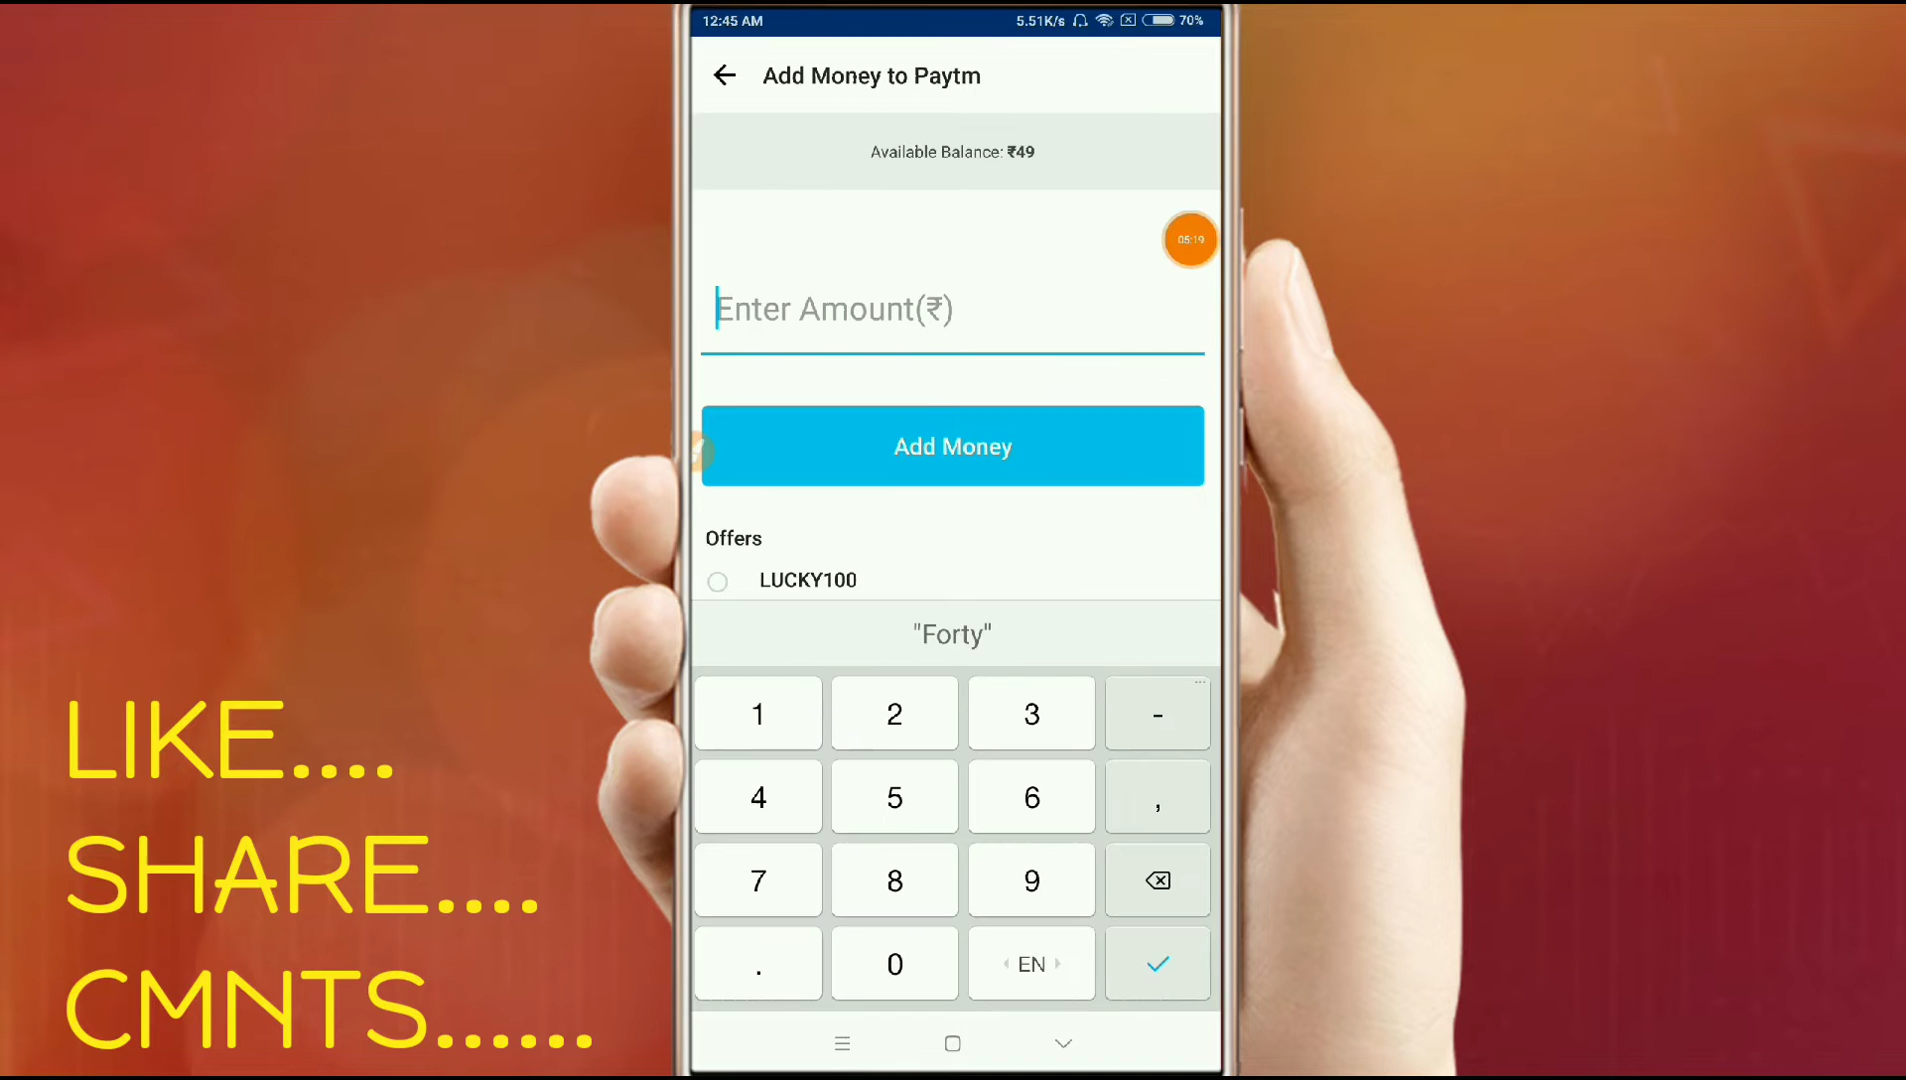 12:45 AM 5.51K/s 70%
Add Money to Paytm
Available Balance: ₹49
05:19
Enter Amount(₹)
Add Money
Offers
LUCKY100
"Forty"
1 2 3 -
4 5 6 ,
7 8 9
. 0 EN
LIKE....
SHARE....
CMNTS......